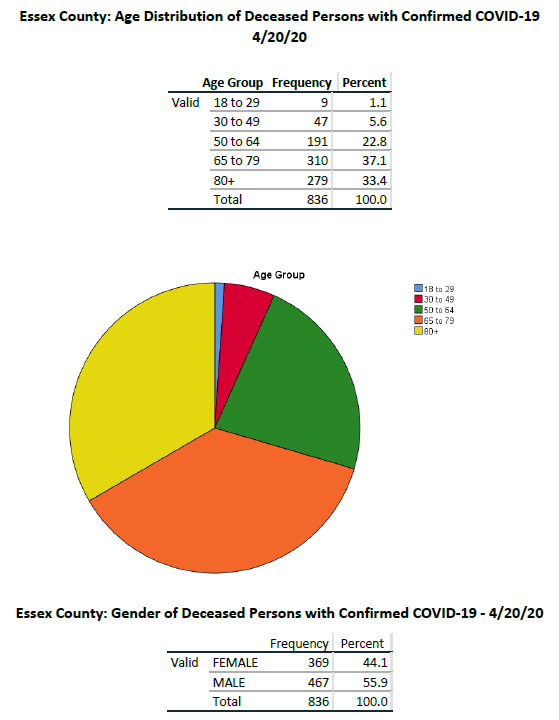 Essex County: Age Distribution of Deceased Persons with Confirmed COVID-19
4/20/20
Age Group Frequency Percent
Valid 18 to 29 9 1.1
30 to 49 47 5.6
50 to 64 191 22.8
65 to 79 310 37.1
80+ 279 33.4
Total 836 100.0
Age Group
18 to 29
30 to 49
50 to 64
65 to 79
80+
Essex County: Gender of Deceased Persons with Confirmed COVID-19 - 4/20/20
Frequency Percent
Valid FEMALE 369 44.1
MALE 467 55.9
Total 836 100.0